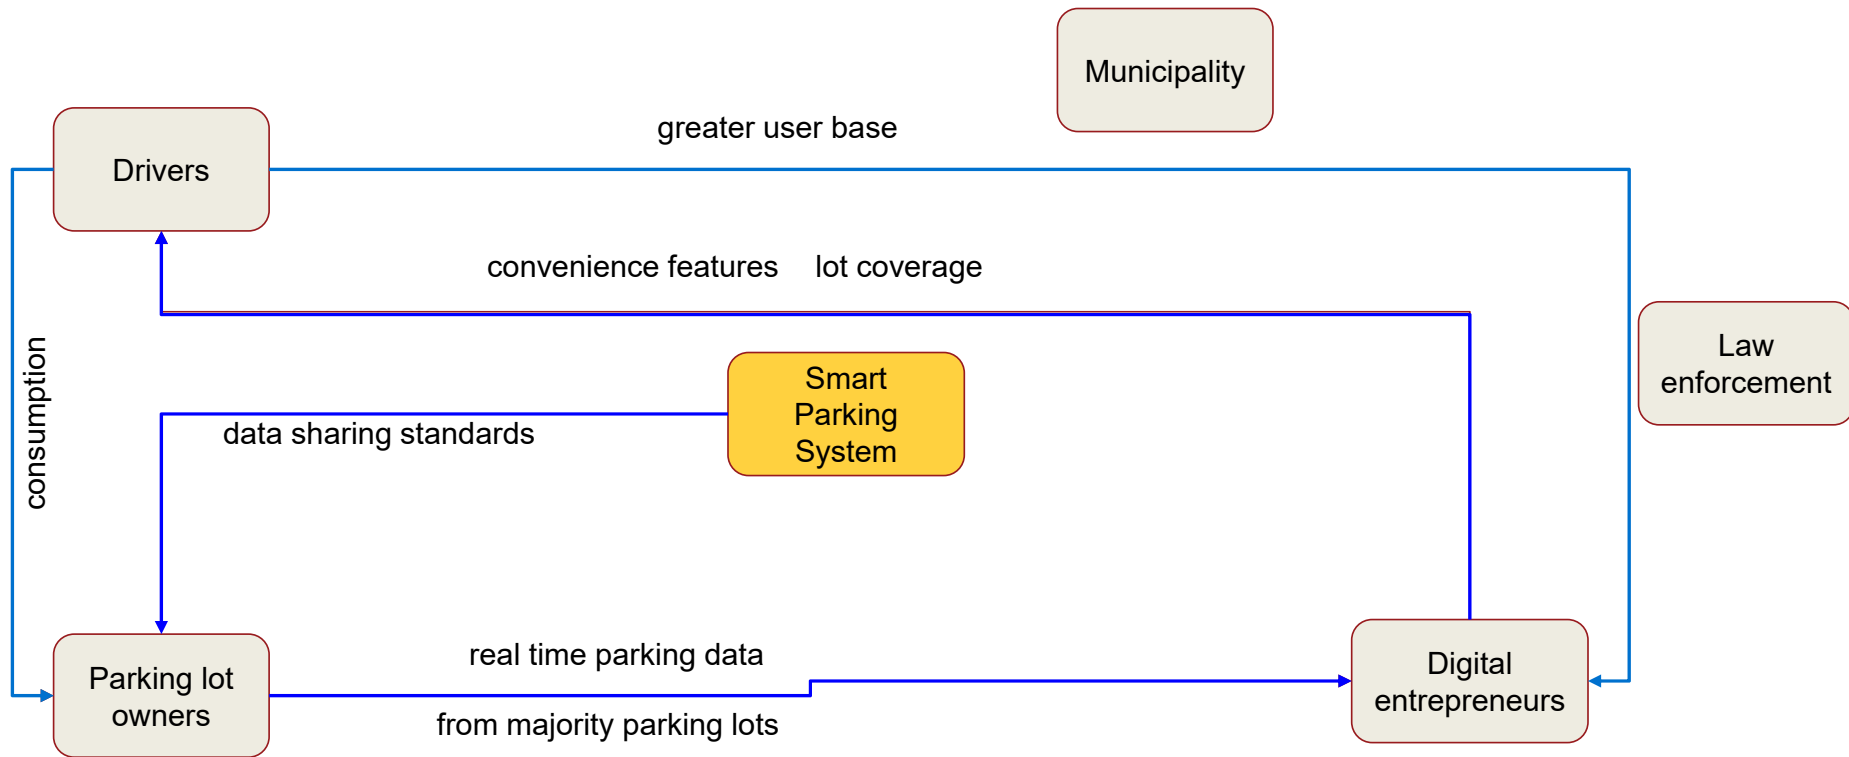 Municipality
greater user base
Drivers
convenience features lot coverage
Law
enforcement
Smart
Parking
System
consumption
data sharing standards
real time parking data
from majority parking lots
Parking lot
owners
Digital
entrepreneurs